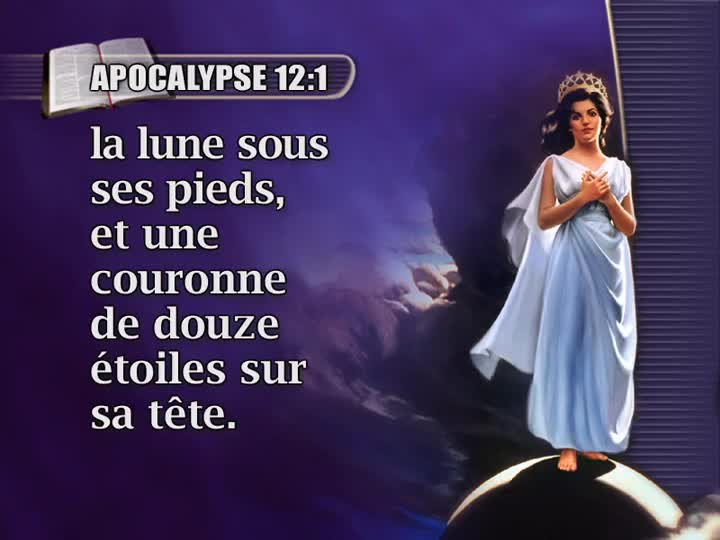 APOCALYPSE 12:1
la lune sous
ses pieds,
et une
couronne
de douze
étoiles sur
sa tête.